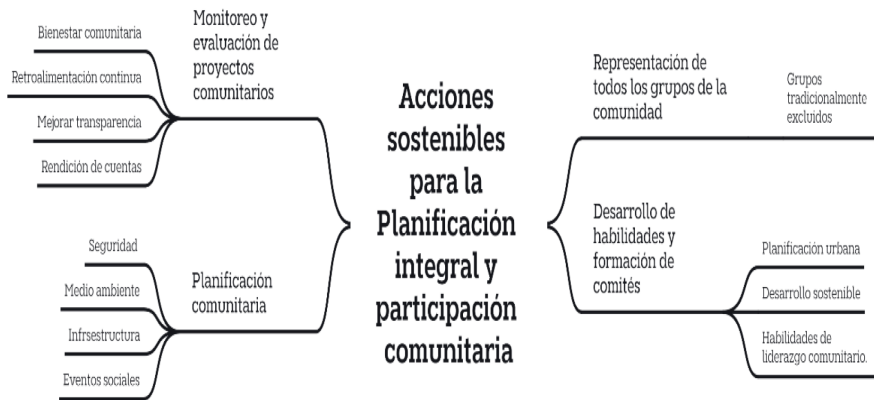 Bienestar comunitaria
Retroalimentación continua
Mejorar transparencia
Rendición de cuentas
Monitoreo y
evaluación de
proyectos
comunitarios
Seguridad
Medio ambiente
Infrsestructura
Eventos sociales
Planificación
comunitaria
Acciones
sostenibles
para la
Planificación
integral y
participación
comunitaria
Representación de
todos los grupos de la
comunidad
Grupos
tradicionalmente
excluidos
Desarrollo de
habilidades y
formación de
comités
Planificación urbana
Desarrollo sostenible
Habilidades de
liderazgo comunitario.